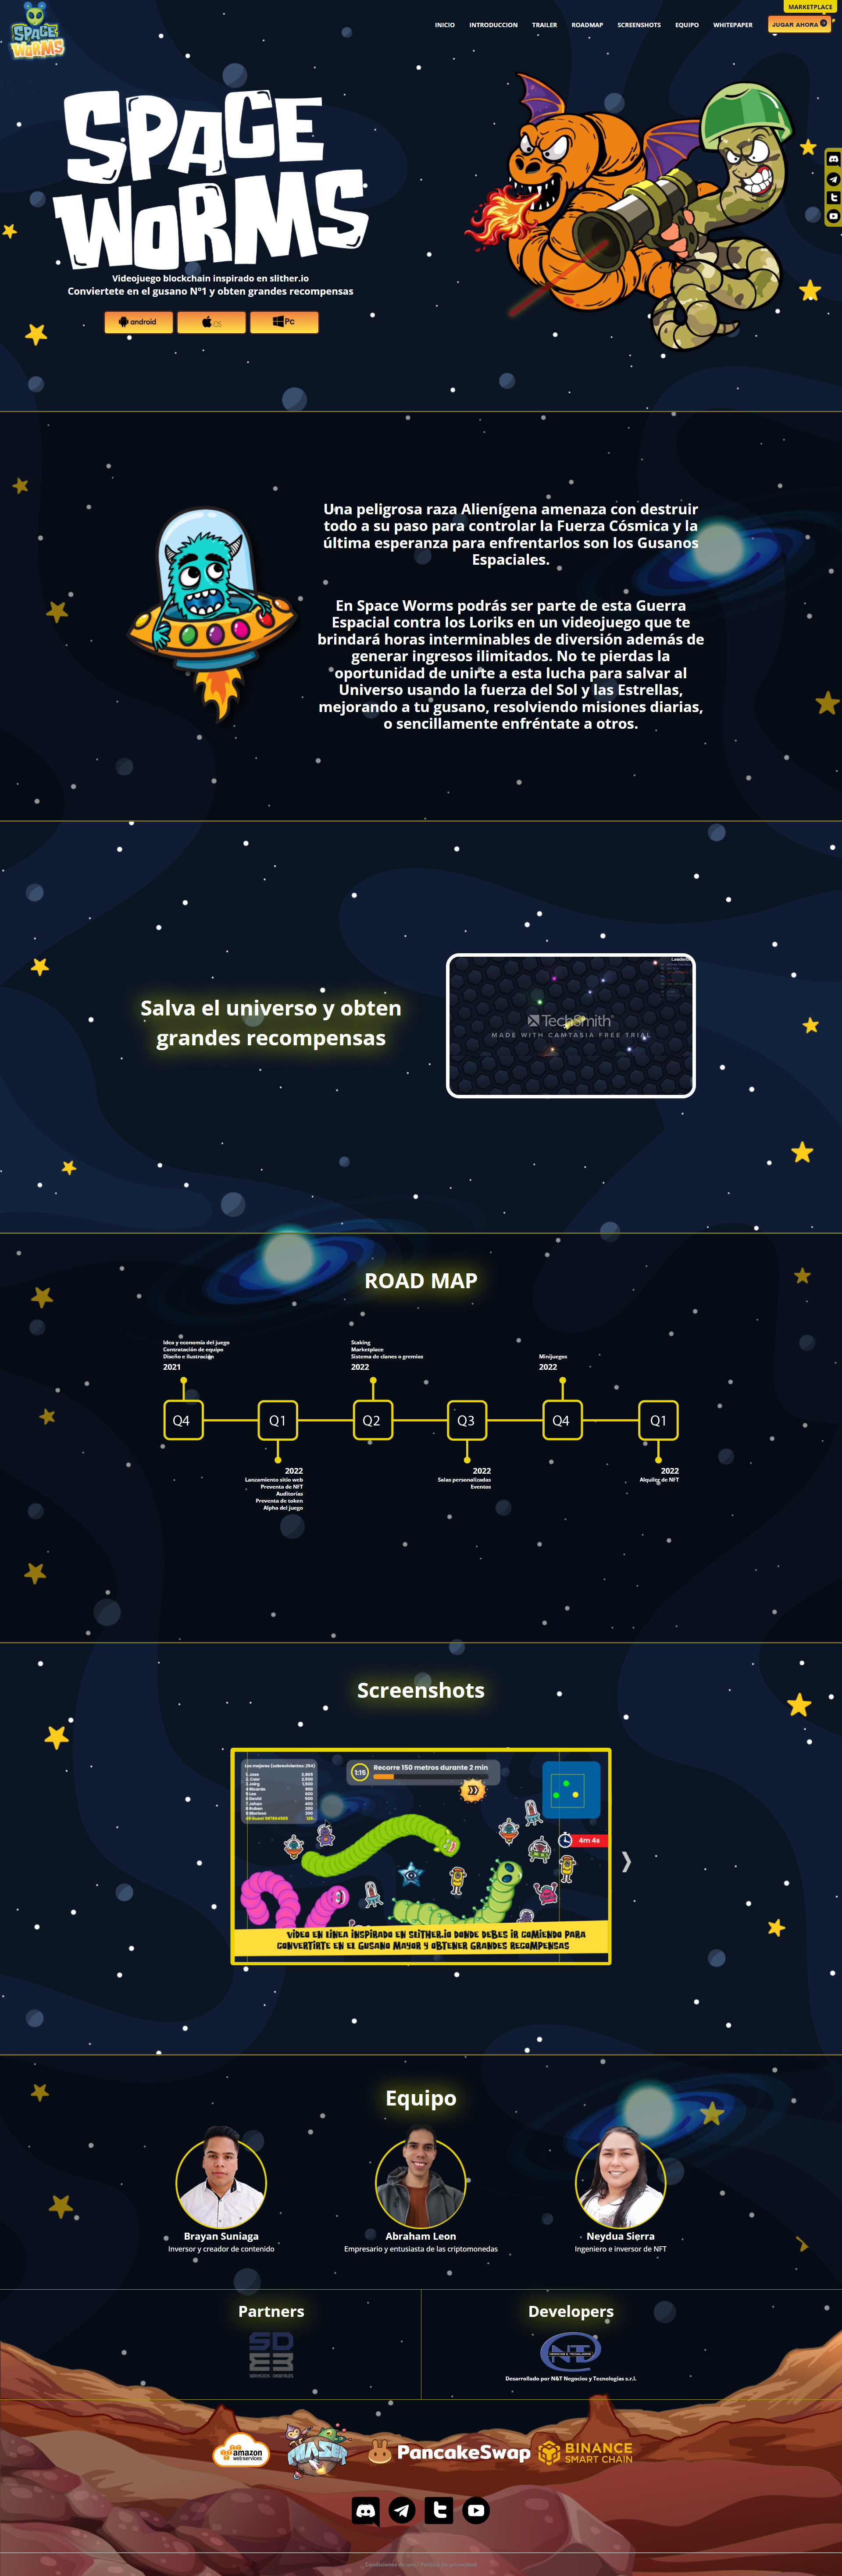 MARKETPLACE
SPACE
WORMS
INICIO
INTRODUCCION
TRAILER
ROADMAP
SCREENSHOTS
EQUIPO
WHITEPAPER
JUGAR AHORA
SPACE
WORMS
Videojuego blockchain inspirado en slither.io
Conviertete en el gusano Nº1 y obten grandes recompensas
android
OS
PC
Una peligrosa raza Alienígena amenaza con destruir
todo a su paso para controlar la Fuerza Cósmica y la
última esperanza para enfrentarlos son los Gusanos
Espaciales.
En Space Worms podrás ser parte de esta Guerra
Espacial contra los Loriks en un videojuego que te
brindará horas interminables de diversión además de
generar ingresos ilimitados. No te pierdas la
oportunidad de unirte a esta lucha para salvar al
Universo usando la fuerza del Sol y las Estrellas,
mejorando a tu gusano, resolviendo misiones diarias,
o sencillamente enfréntate a otros.
Salva el universo y obten
grandes recompensas
TechSmith
MADE WITH CAMTASIA FREE TRIAL
ROAD MAP
Idea y economía del juego
Contratación de equipo
Diseño e ilustración
2021
Staking
Marketplace
Sistema de clanes o gremios
2022
Minijuegos
2022
Q4
Q1
Q2
Q3
Q4
Q1
2022
Lanzamiento sitio web
Preventa de NFT
Auditorías
Preventa de token
Alpha del juego
2022
Salas personalizadas
Eventos
2022
Alquiler de NFT
Screenshots
Los mejores (sobrevivientes: 254)
1:15
Recorre 150 metros durante 2 min
4m 4s
VIDEO EN LINEA INSPIRADO EN SLITHER.IO DONDE DEBES IR COMIENDO PARA
CONVERTIRTE EN EL GUSANO MAYOR Y OBTENER GRANDES RECOMPENSAS
Equipo
Brayan Suniaga
Inversor y creador de contenido
Abraham Leon
Empresario y entusiasta de las criptomonedas
Neydua Sierra
Ingeniero e inversor de NFT
Partners
Developers
N&T
Desarrollado por N&T Negocios y Tecnologías s.r.l.
amazon
web services
PancakeSwap
BINANCE
SMART CHAIN